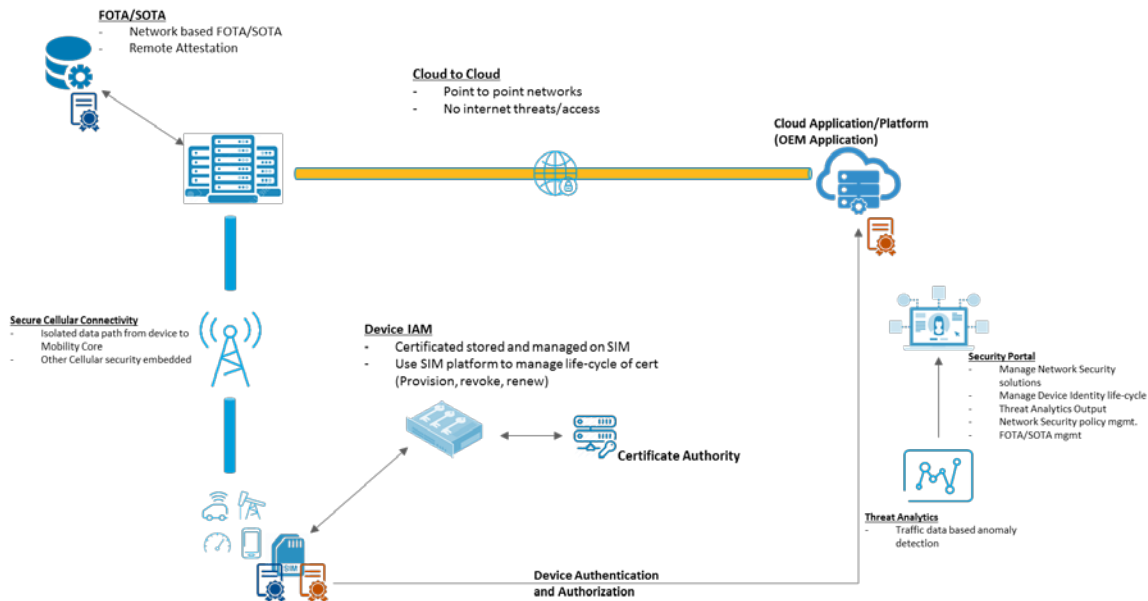 FOTA/SOTA
- Network based FOTA/SOTA
- Remote Attestation
Cloud to Cloud
- Point to point networks
- No internet threats/access
Cloud Application/Platform
(OEM Application)
Secure Cellular Connectivity
- Isolated data path from device to
Mobility Core
- Other Cellular security embedded
Device IAM
- Certificated stored and managed on SIM
- Use SIM platform to manage life-cycle of cert
(Provision, revoke, renew)
Certificate Authority
Security Portal
- Manage Network Security
solutions
- Manage Device Identity life-cycle
- Threat Analytics Output
- Network Security policy mgmt.
- FOTA/SOTA mgmt
Threat Analytics
- Traffic data based anomaly
detection
SIM
Device Authentication
and Authorization